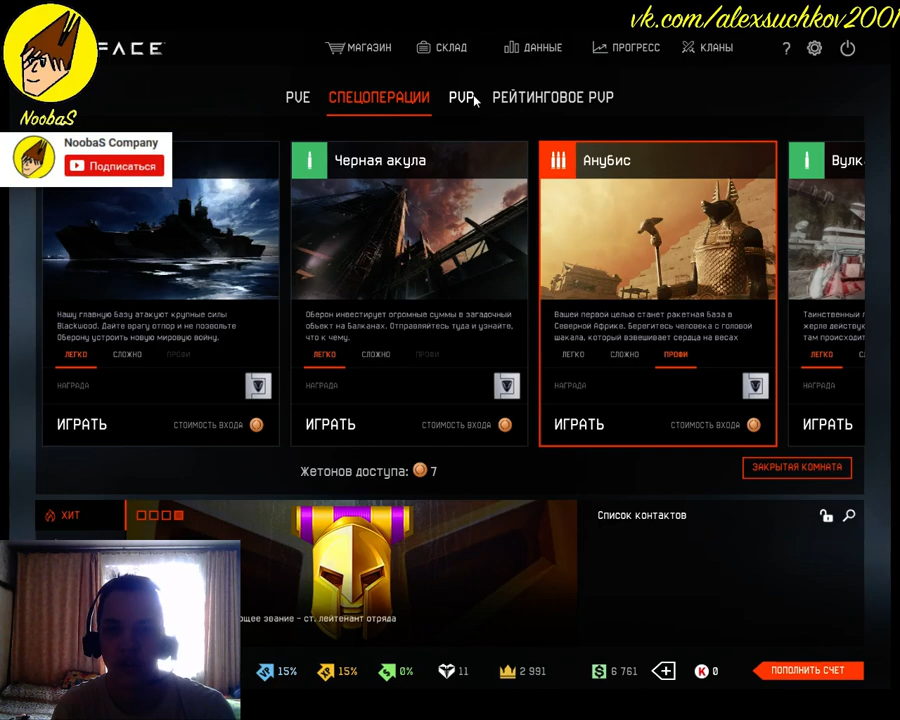 vk.com/alexsuchkov2001
FACE
МАГАЗИН
СКЛАД
ДАННЫЕ
ПРОГРЕСС
КЛАНЫ
?
NoobaS
PVE
СПЕЦОПЕРАЦИИ
PVP
РЕЙТИНГОВОЕ PVP
NoobaS Company
Подписаться
Черная акула
Анубис
Вулк
Нашу главную базу атакуют крупные силы
Blackwood. Дайте врагу отпор и не позвольте
Оберону устроить новую мировую войну.
ЛЕГКО СЛОЖНО ПРОФИ
НАГРАДА
ИГРАТЬ
СТОИМОСТЬ ВХОДА
Оберон инвестирует огромные суммы в загадочный
объект на Балканах. Отправляйтесь туда и узнайте,
что к чему.
ЛЕГКО СЛОЖНО ПРОФИ
НАГРАДА
ИГРАТЬ
СТОИМОСТЬ ВХОДА
Вашей первой целью станет ракетная база в
Северной Африке. Берегитесь человека с головой
шакала, который взвешивает сердца на весах
ЛЕГКО СЛОЖНО ПРОФИ
НАГРАДА
ИГРАТЬ
СТОИМОСТЬ ВХОДА
Таинственный
жерле действу
там происходит
ЛЕГКО
НАГРАДА
ИГРАТЬ
Жетонов доступа: 7
ЗАКРЫТАЯ КОМНАТА
ХИТ
Список контактов
ющее звание - ст. лейтенант отряда
15%
15%
0%
11
2 991
$ 6 761
K 0
ПОПОЛНИТЬ СЧЕТ